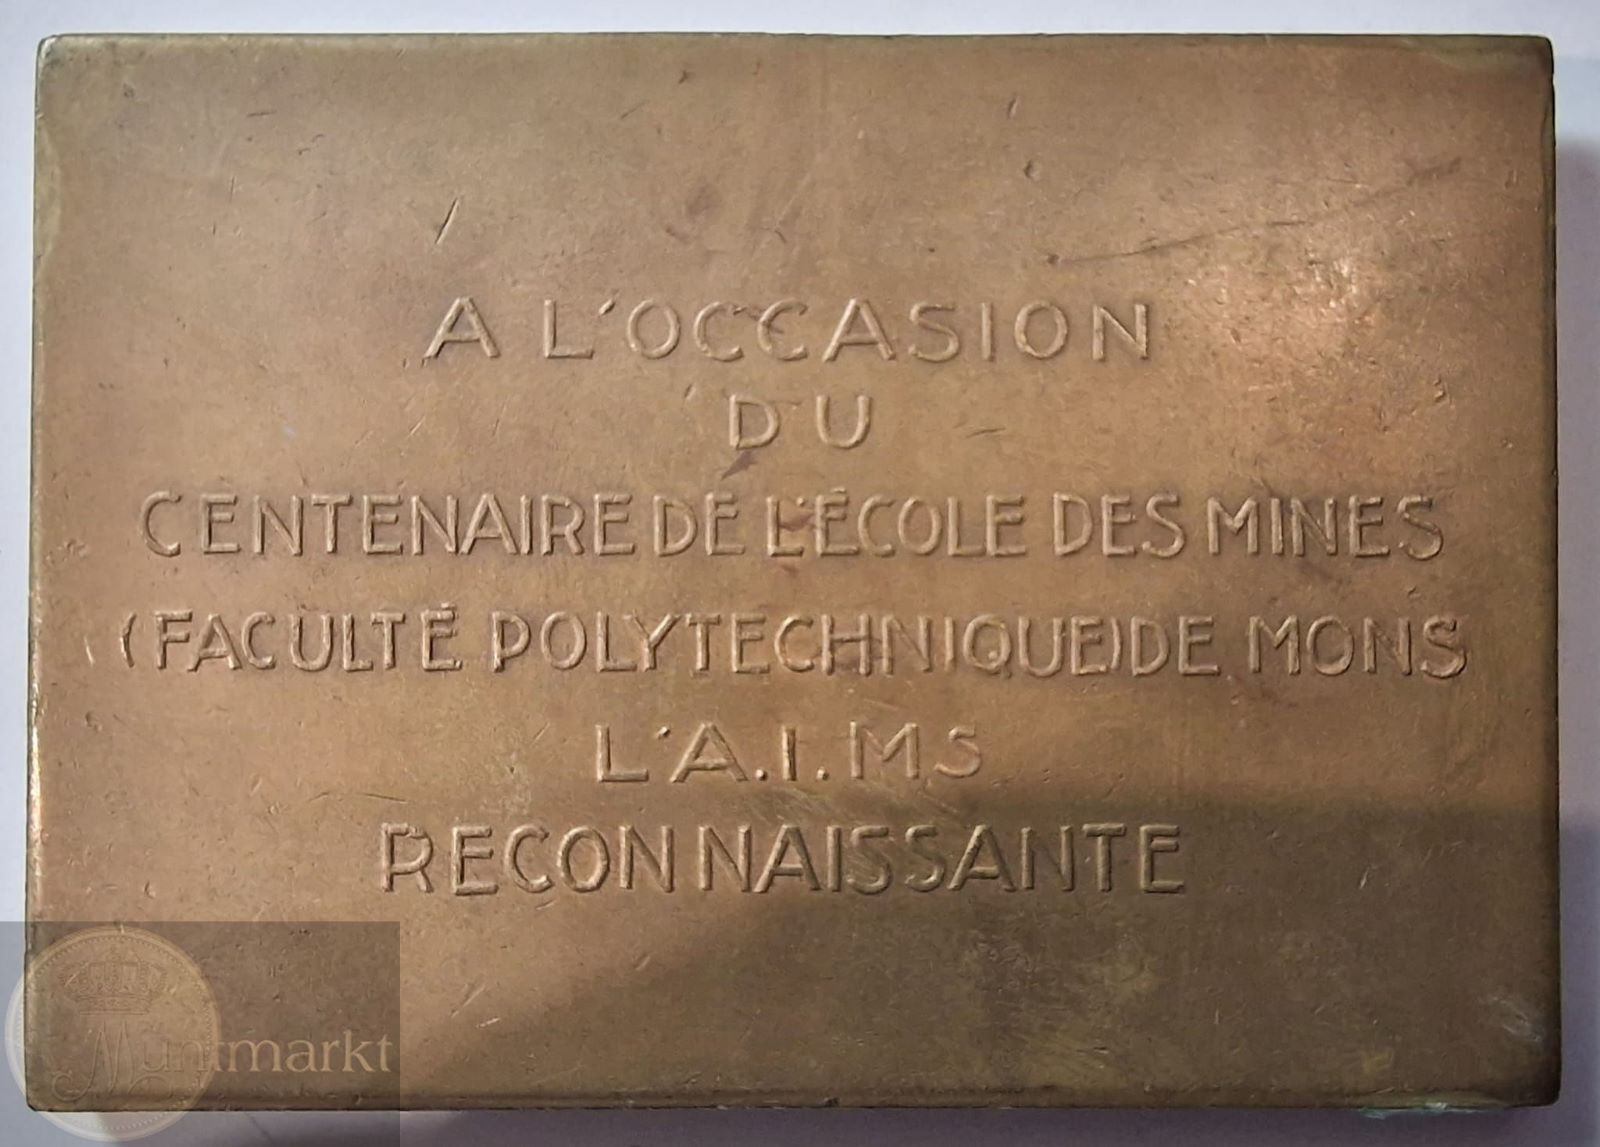 A L'OCCASION
DU
CENTENAIRE DE L'ÉCOLE DES MINES
(FACULTÉ POLYTECHNIQUE) DE MONS
L'A.I.Ms
RECONNAISSANTE
Muntmarkt